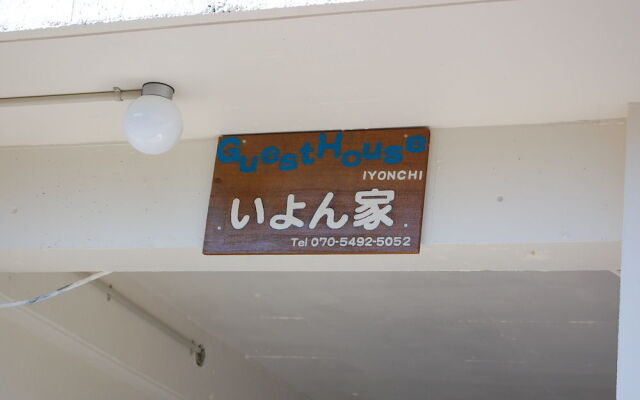 GuestHouse
IYONCHI
いよん家
Tel 070-5492-5052